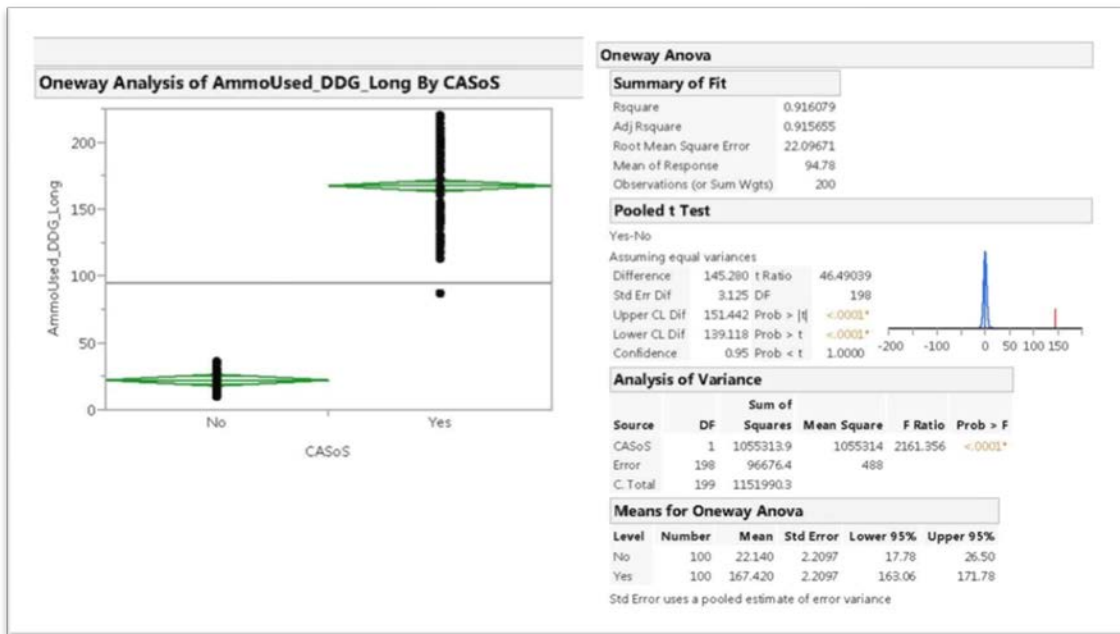 Oneway Analysis of AmmoUsed_DDG_Long By CASoS
AmmoUsed_DDG_Long
200
150
100
50
0
No Yes
CASoS
Oneway Anova
Summary of Fit
Rsquare 0.916079
Adj Rsquare 0.915655
Root Mean Square Error 22.09671
Mean of Response 94.78
Observations (or Sum Wgts) 200
Pooled t Test
Yes-No
Assuming equal variances
Difference 145.280 t Ratio 46.49039
Std Err Dif 3.125 DF 198
Upper CL Dif 151.442 Prob > |t| <.0001*
Lower CL Dif 139.118 Prob > t <.0001*
Confidence 0.95 Prob < t 1.0000
-200 -100 0 50 100 150
Analysis of Variance
Sum of
Source DF Squares Mean Square F Ratio Prob > F
CASoS 1 1055313.9 1055314 2161.356 <.0001*
Error 198 96676.4 488
C. Total 199 1151990.3
Means for Oneway Anova
Level Number Mean Std Error Lower 95% Upper 95%
No 100 22.140 2.2097 17.78 26.50
Yes 100 167.420 2.2097 163.06 171.78
Std Error uses a pooled estimate of error variance